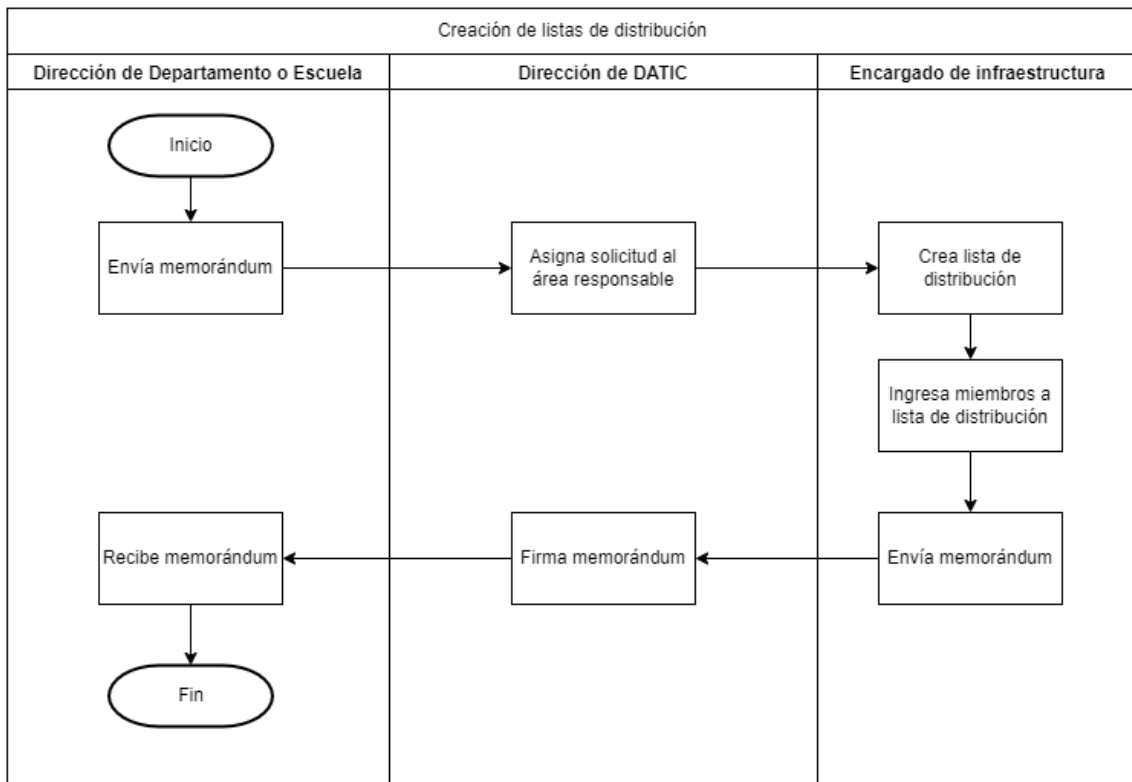 Creación de listas de distribución
Dirección de Departamento o Escuela
Dirección de DATIC
Encargado de infraestructura
Inicio
Envía memorándum
Asigna solicitud al
área responsable
Crea lista de
distribución
Ingresa miembros a
lista de distribución
Recibe memorándum
Firma memorándum
Envía memorándum
Fin